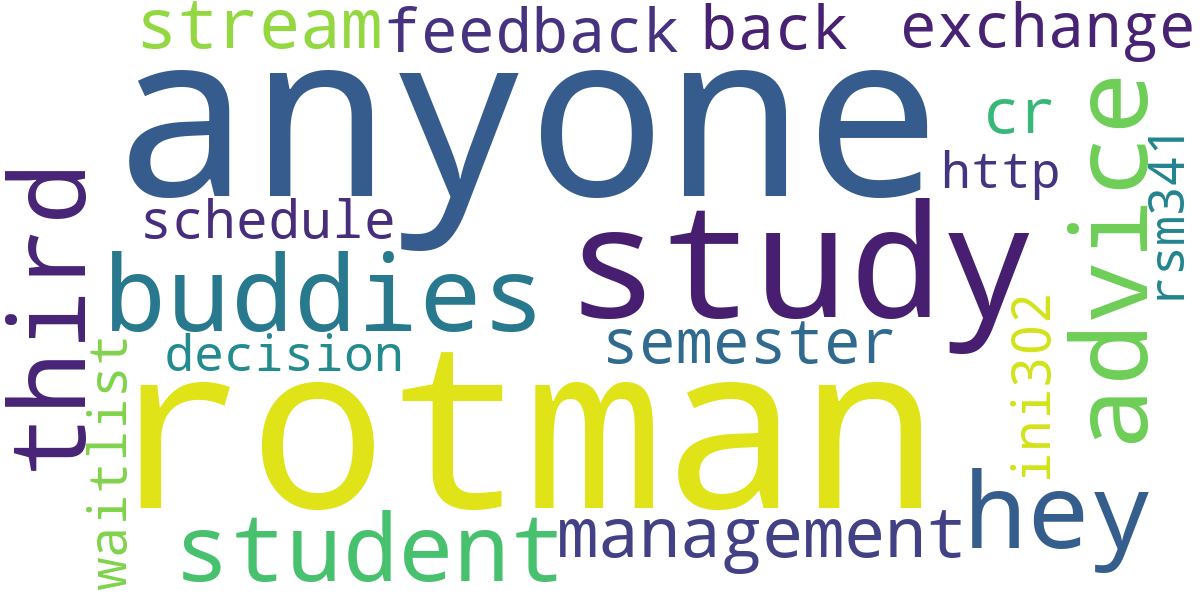 stream
feedback
back
exchange
anyone
cr
advice
http
rsm341
third
schedule
study
buddies
semester
decision
ini302
waitlist
rotman
hey
student
management